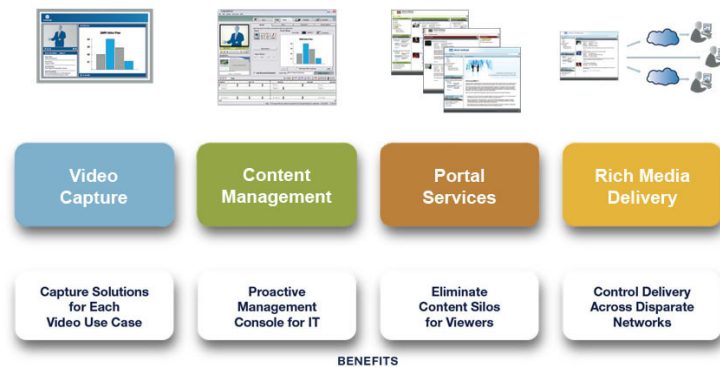 Video
Capture
Content
Management
Portal
Services
Rich Media
Delivery
Capture Solutions
for Each
Video Use Case
Proactive
Management
Console for IT
Eliminate
Content Silos
for Viewers
Control Delivery
Across Disparate
Networks
BENEFITS